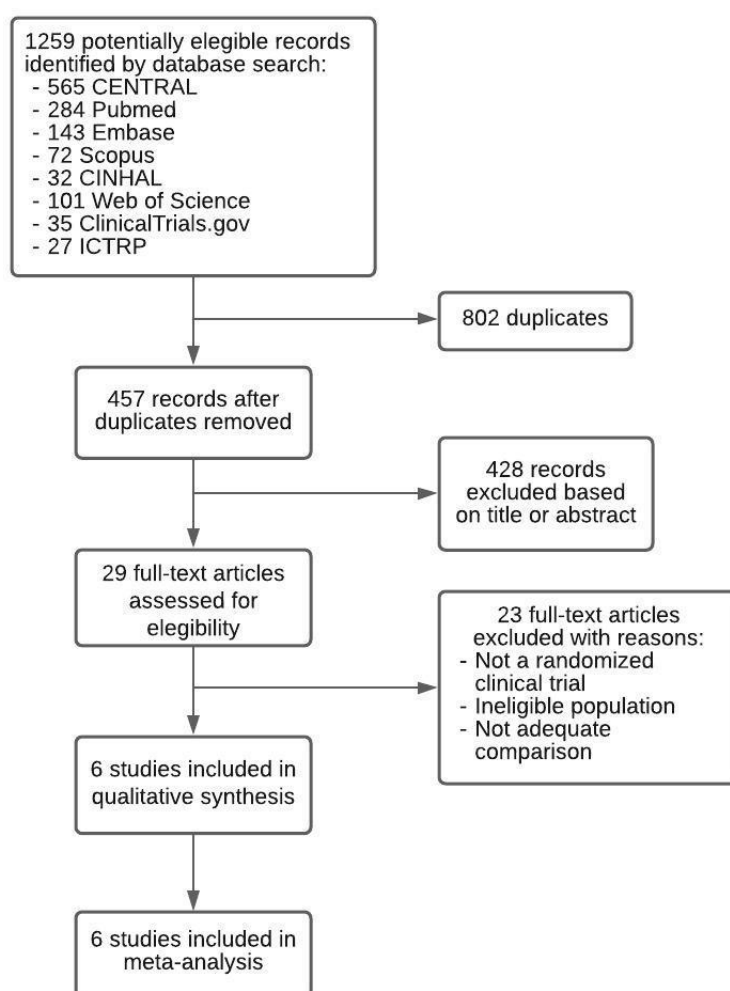 1259 potentially elegible records
identified by database search:
- 565 CENTRAL
- 284 Pubmed
- 143 Embase
- 72 Scopus
- 32 CINHAL
- 101 Web of Science
- 35 ClinicalTrials.gov
- 27 ICTRP
802 duplicates
457 records after
duplicates removed
428 records
excluded based
on title or abstract
29 full-text articles
assessed for
elegibility
23 full-text articles
excluded with reasons:
- Not a randomized
clinical trial
- Ineligible population
- Not adequate
comparison
6 studies included in
qualitative synthesis
6 studies included in
meta-analysis